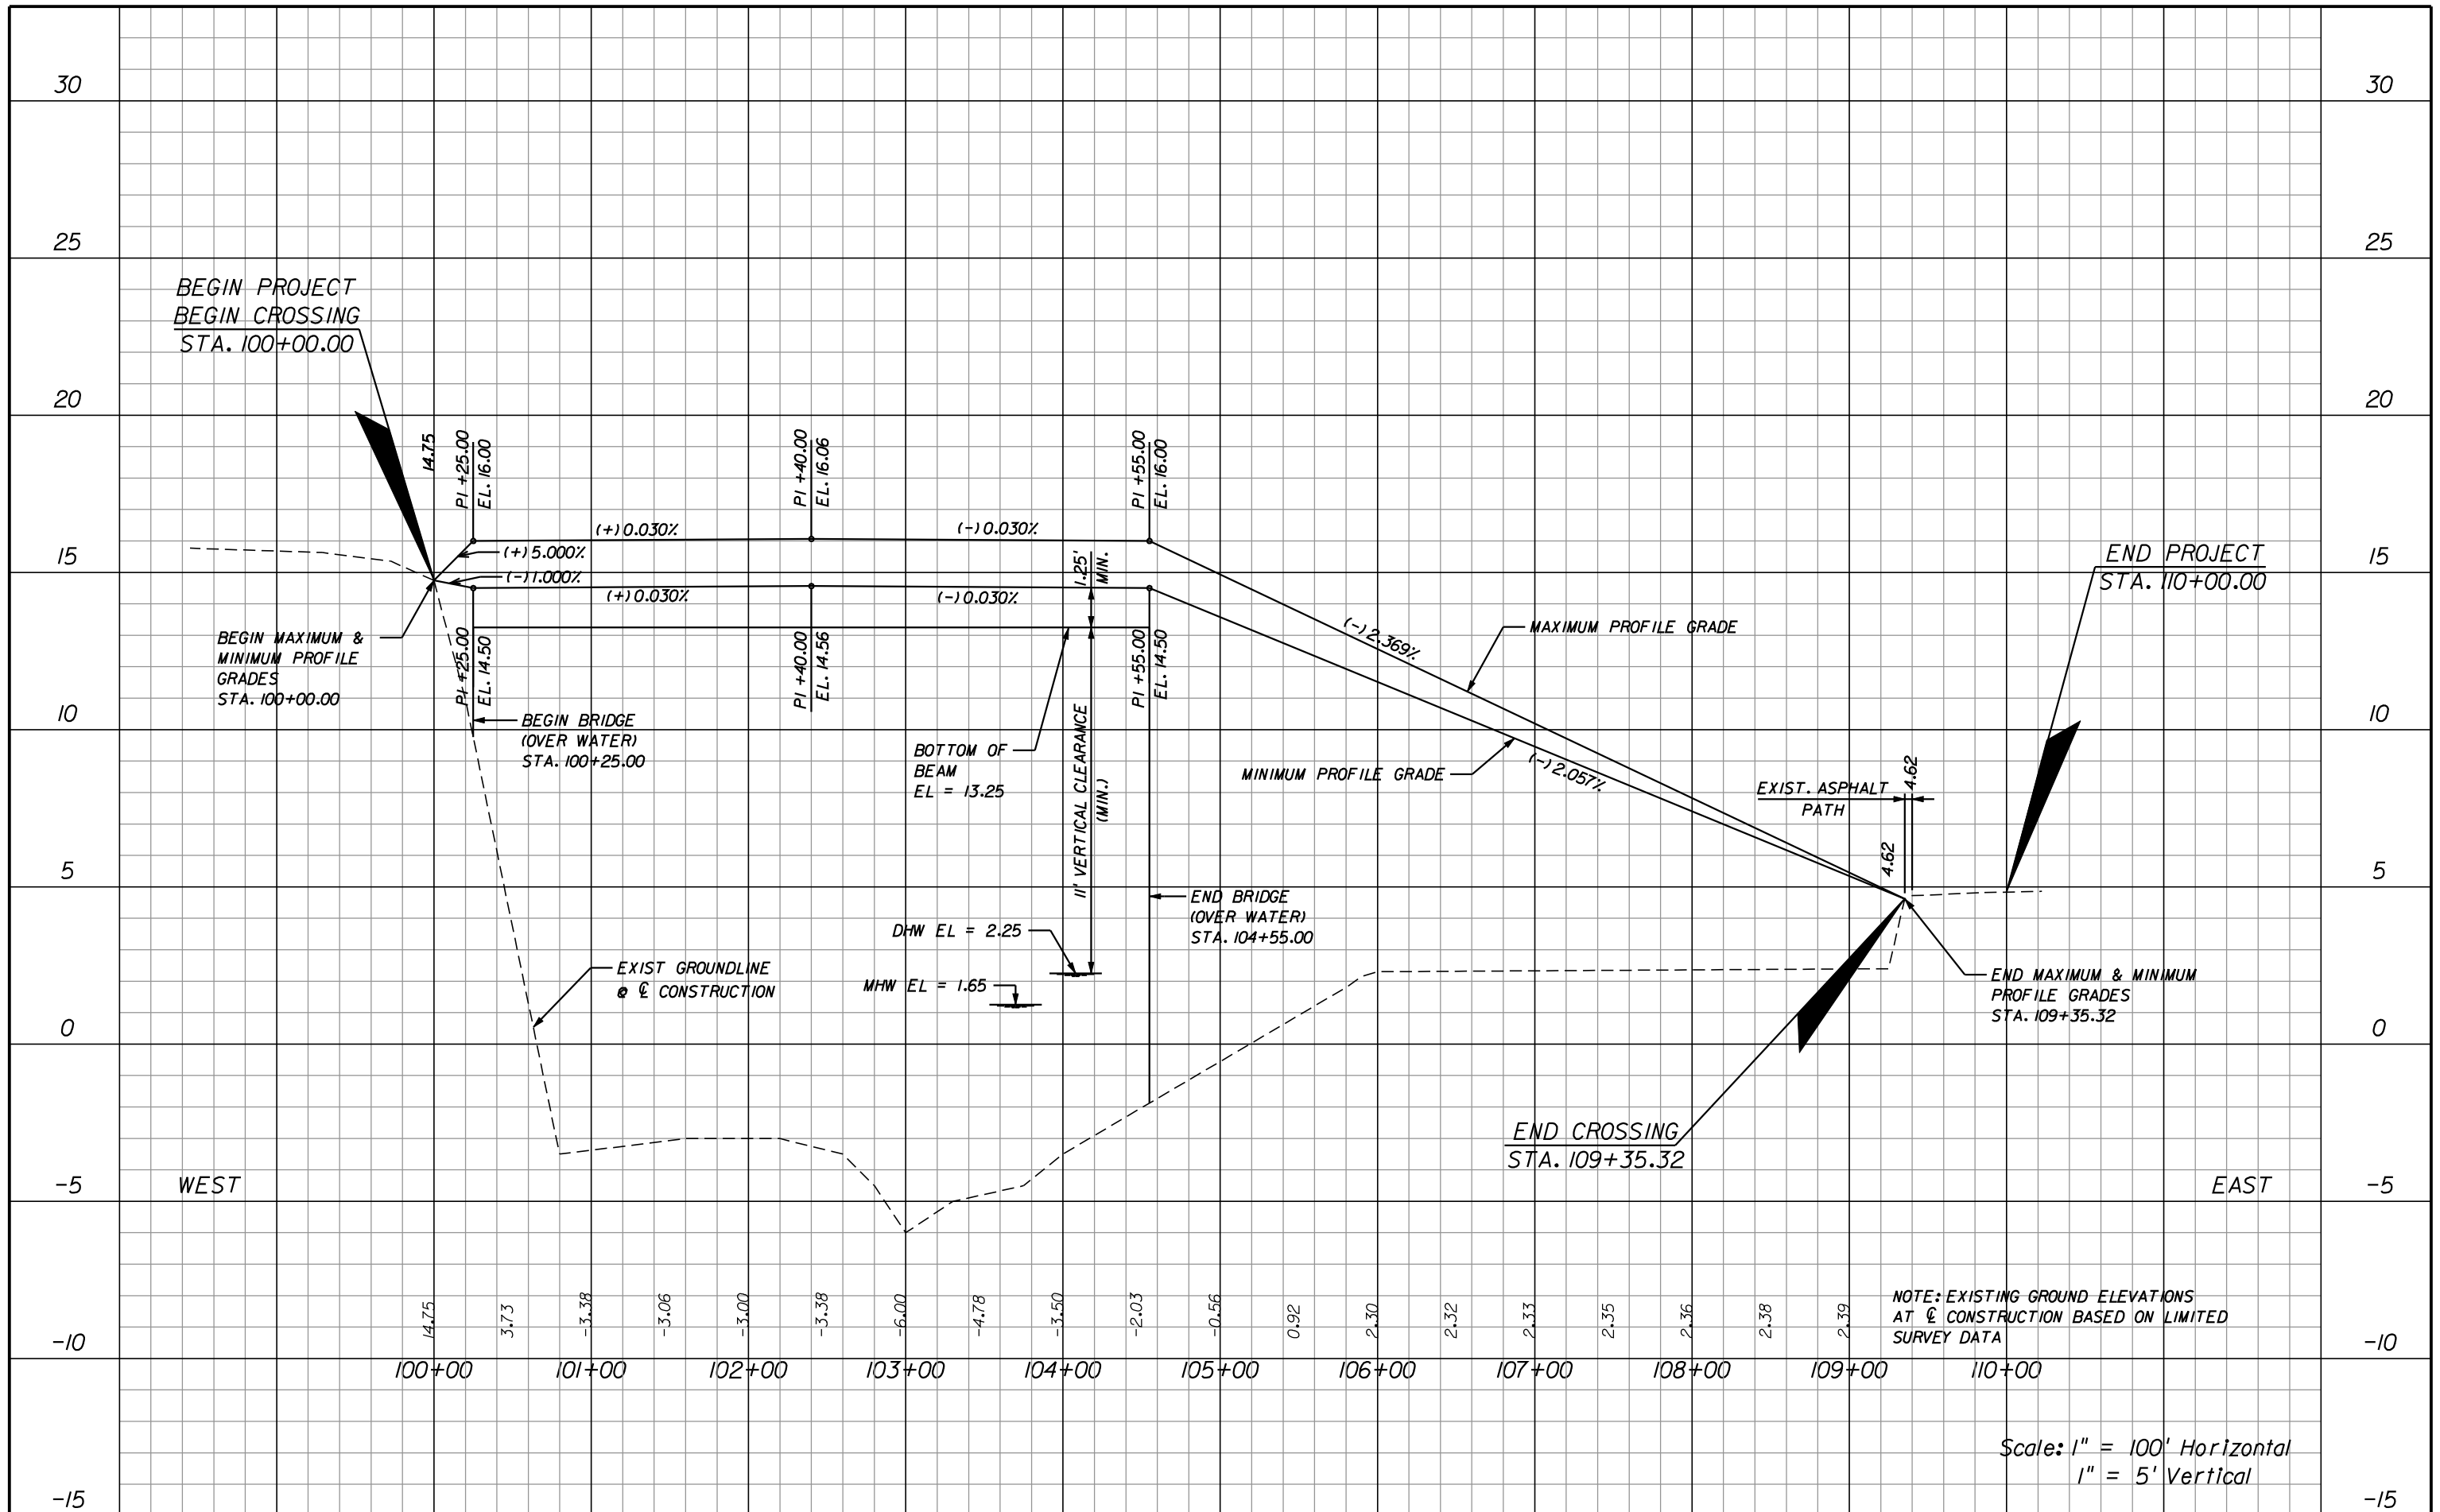 30
30
25
25
BEGIN PROJECT
BEGIN CROSSING
STA. 100+00.00
20
20
14.75
PI +25.00
EL. 16.00
PI +40.00
EL. 16.06
PI +55.00
EL. 16.00
(+) 0.030%
(-) 0.030%
15
(+) 5.000%
(-) 1.000%
(+) 0.030%
(-) 0.030%
1.25'
MIN.
END PROJECT
STA. 110+00.00
15
BEGIN MAXIMUM &
MINIMUM PROFILE
GRADES
STA. 100+00.00
PI +25.00
EL. 14.50
PI +40.00
EL. 14.56
PI +55.00
EL. 14.50
(-) 2.369%
MAXIMUM PROFILE GRADE
10
BEGIN BRIDGE
(OVER WATER)
STA. 100+25.00
BOTTOM OF
BEAM
EL = 13.25
11' VERTICAL CLEARANCE
(MIN.)
MINIMUM PROFILE GRADE
(-) 2.057%
EXIST. ASPHALT
PATH
4.62
4.62
10
5
END BRIDGE
(OVER WATER)
STA. 104+55.00
5
DHW EL = 2.25
MHW EL = 1.65
EXIST GROUNDLINE
@ ℄ CONSTRUCTION
END MAXIMUM & MINIMUM
PROFILE GRADES
STA. 109+35.32
0
0
END CROSSING
STA. 109+35.32
-5
WEST
EAST
-5
14.75
3.73
-3.38
-3.06
-3.00
-3.38
-6.00
-4.78
-3.50
-2.03
-0.56
0.92
2.30
2.32
2.33
2.35
2.36
2.38
2.39
NOTE: EXISTING GROUND ELEVATIONS
AT ℄ CONSTRUCTION BASED ON LIMITED
SURVEY DATA
-10
-10
100+00 101+00 102+00 103+00 104+00 105+00 106+00 107+00 108+00 109+00 110+00
Scale: 1" = 100' Horizontal
1" = 5' Vertical
-15
-15